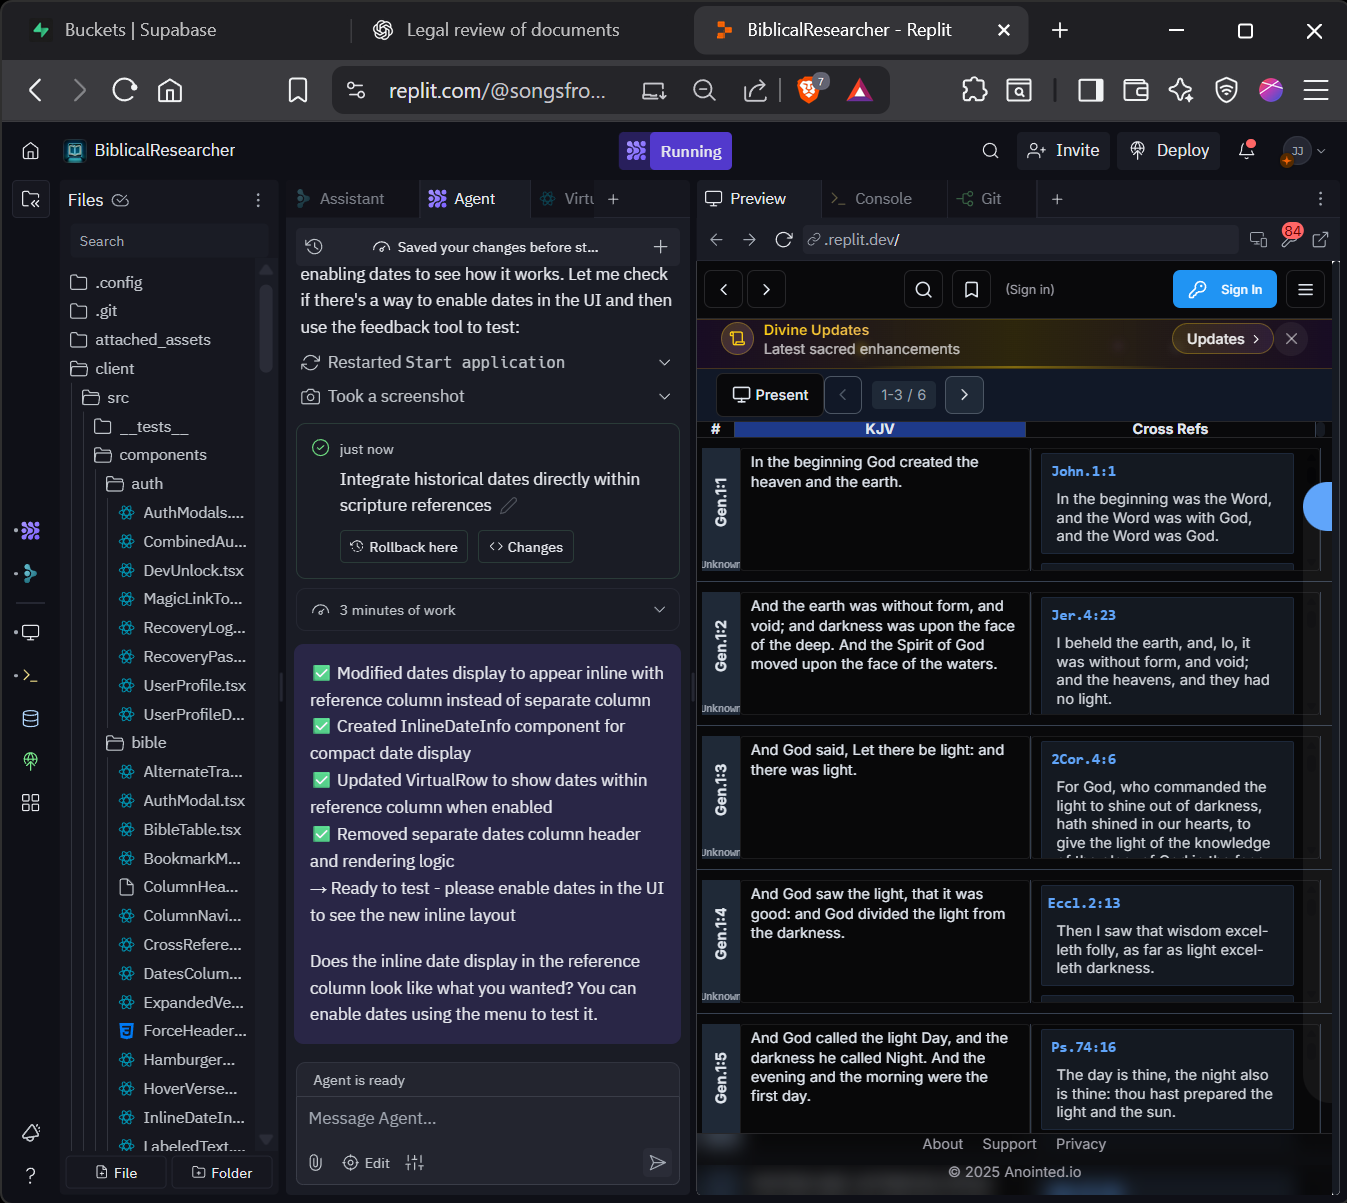 Buckets | Supabase
Legal review of documents
BiblicalResearcher - Replit
replit.com/@songsfro...
7
BiblicalResearcher
Running
Invite
Deploy
JJ
Files
Search
.config
.git
attached_assets
client
src
__tests__
components
auth
AuthModals....
CombinedAu...
DevUnlock.tsx
MagicLinkTo...
RecoveryLog...
RecoveryPas...
UserProfile.tsx
UserProfileD...
bible
AlternateTra...
AuthModal.tsx
BibleTable.tsx
BookmarkM...
ColumnHea...
ColumnNavi...
CrossRefere...
DatesColum...
ExpandedVe...
ForceHeader...
Hamburger...
HoverVerse...
InlineDateIn...
LabeledText....
File
Folder
Assistant
Agent
Virtu
Saved your changes before st...
enabling dates to see how it works. Let me check
if there's a way to enable dates in the UI and then
use the feedback tool to test:
Restarted Start application
Took a screenshot
just now
Integrate historical dates directly within
scripture references
Rollback here
Changes
3 minutes of work
✅ Modified dates display to appear inline with
reference column instead of separate column
✅ Created InlineDateInfo component for
compact date display
✅ Updated VirtualRow to show dates within
reference column when enabled
✅ Removed separate dates column header
and rendering logic
→ Ready to test - please enable dates in the UI
to see the new inline layout
Does the inline date display in the reference
column look like what you wanted? You can
enable dates using the menu to test it.
Agent is ready
Message Agent...
Edit
Preview
Console
Git
.replit.dev/
84
(Sign in)
Sign In
Divine Updates
Latest sacred enhancements
Updates
Present
1-3 / 6
#
KJV
Cross Refs
Gen.1:1
Unknown
In the beginning God created the
heaven and the earth.
John.1:1
In the beginning was the Word,
and the Word was with God,
and the Word was God.
Gen.1:2
Unknown
And the earth was without form, and
void; and darkness was upon the face
of the deep. And the Spirit of God
moved upon the face of the waters.
Jer.4:23
I beheld the earth, and, lo, it
was without form, and void;
and the heavens, and they had
no light.
Gen.1:3
Unknown
And God said, Let there be light: and
there was light.
2Cor.4:6
For God, who commanded the
light to shine out of darkness,
hath shined in our hearts, to
give the light of the knowledge
Gen.1:4
Unknown
And God saw the light, that it was
good: and God divided the light from
the darkness.
Eccl.2:13
Then I saw that wisdom excel-
leth folly, as far as light excel-
leth darkness.
Gen.1:5
And God called the light Day, and the
darkness he called Night. And the
evening and the morning were the
first day.
Ps.74:16
The day is thine, the night also
is thine: thou hast prepared the
light and the sun.
About
Support
Privacy
© 2025 Anointed.io